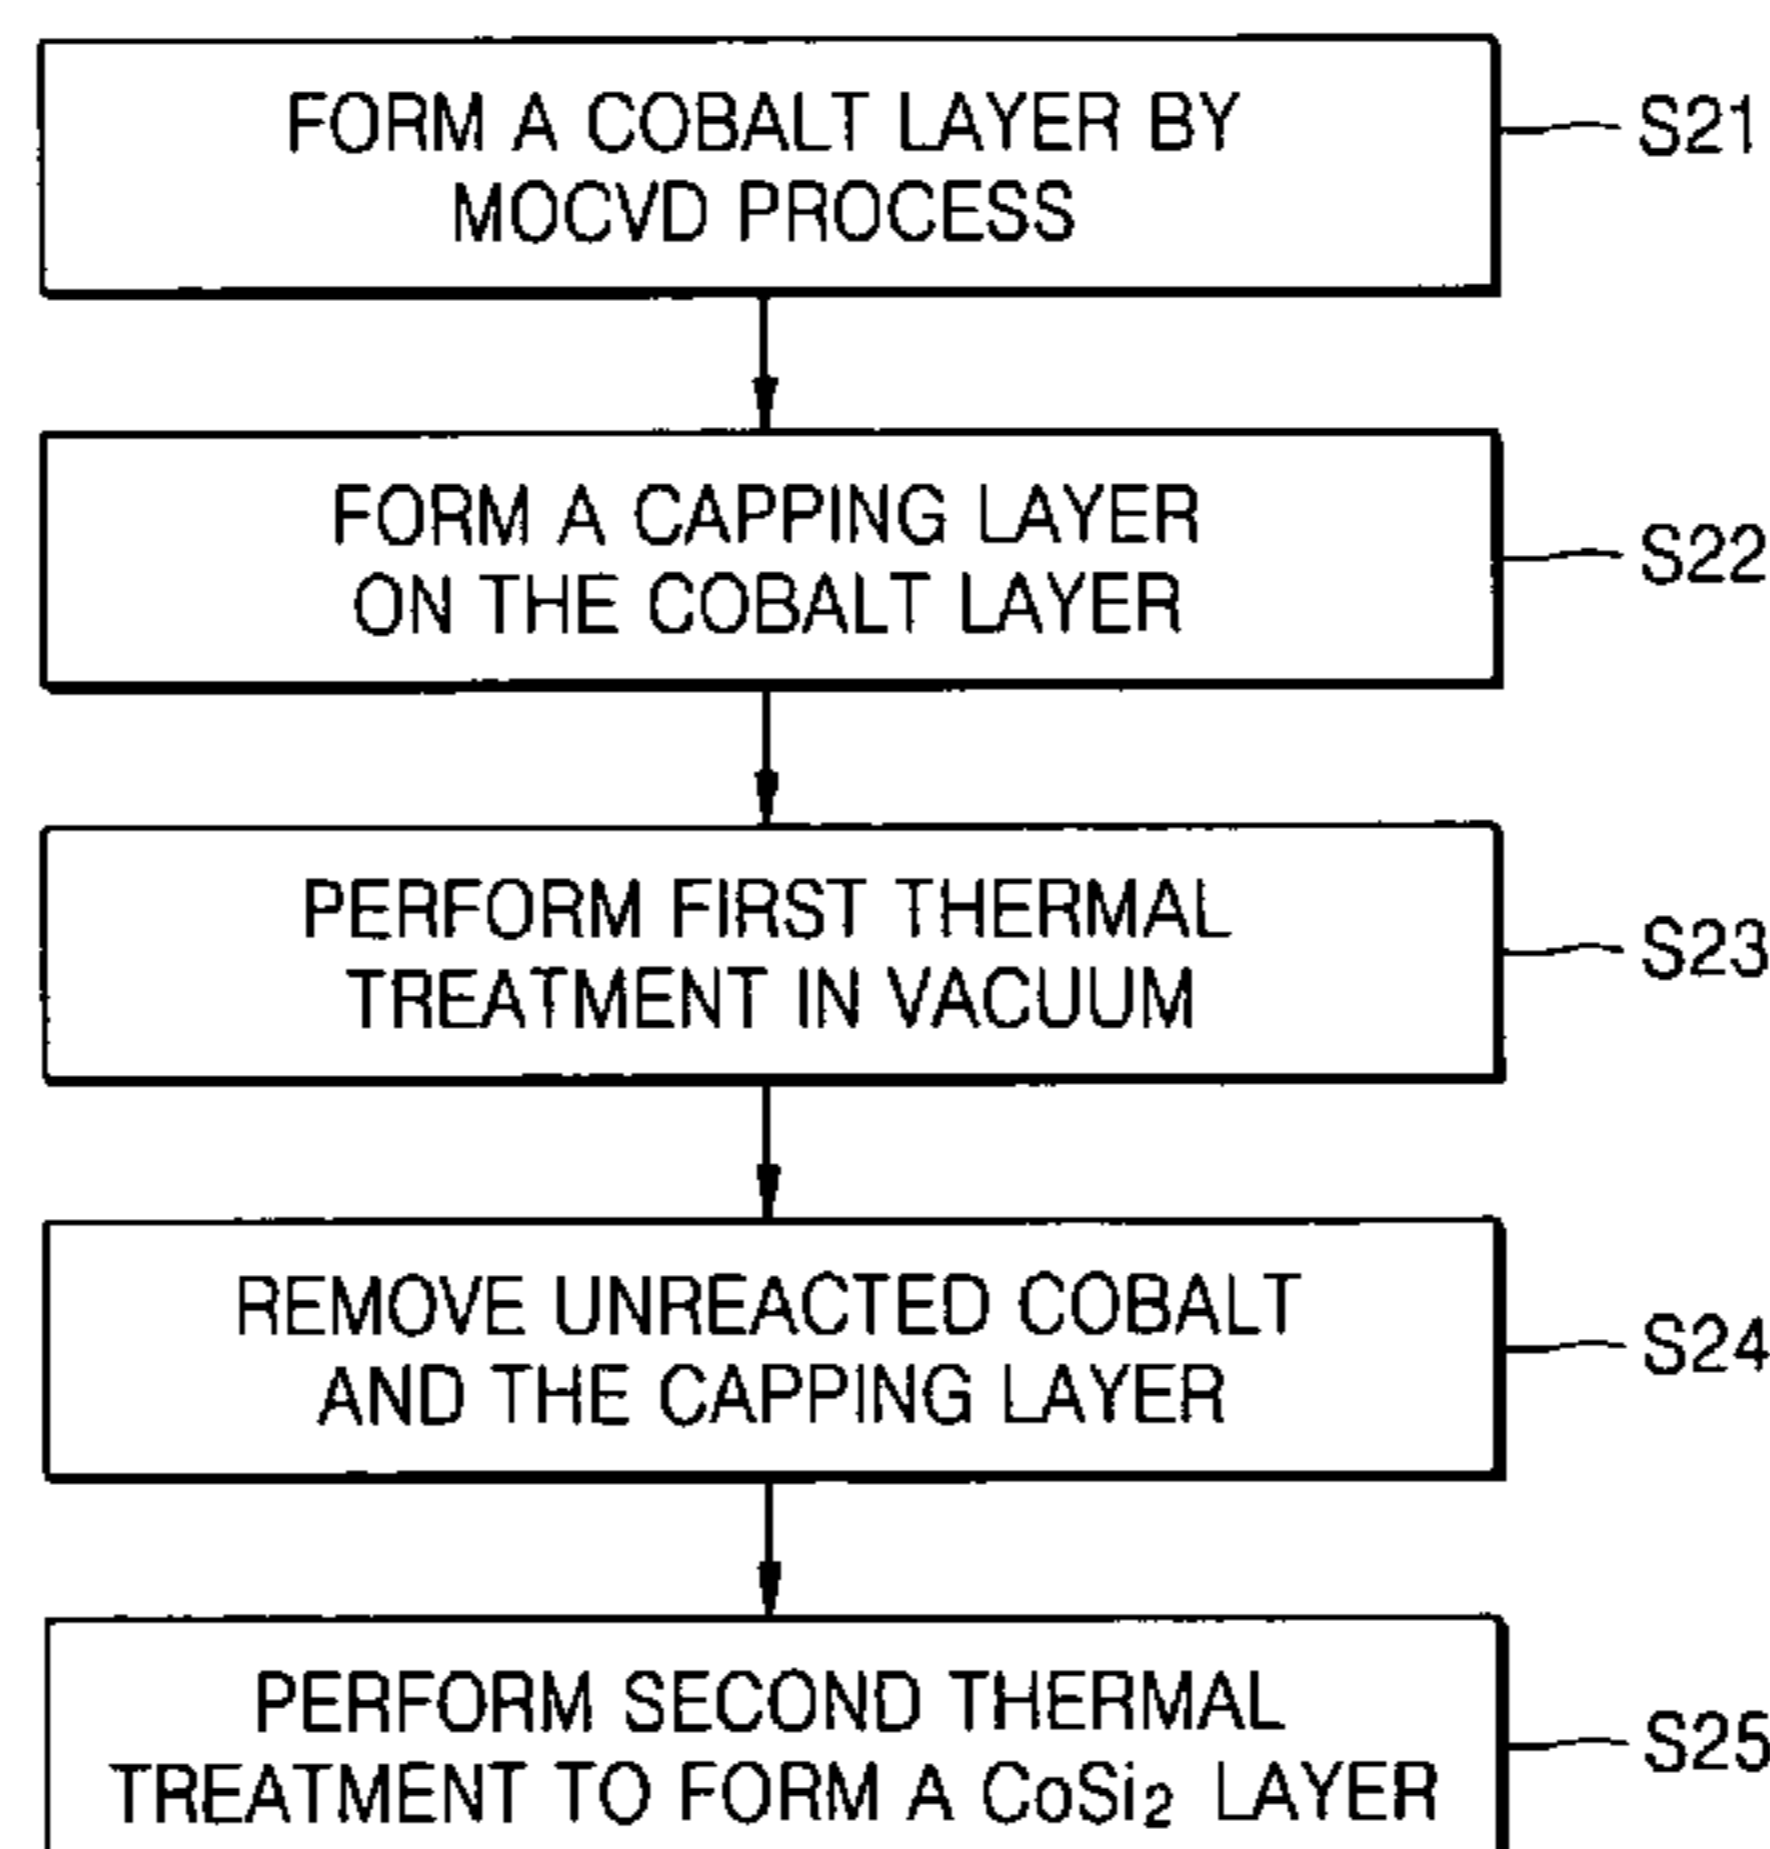 FORM A COBALT LAYER BY
MOCVD PROCESS
S21
FORM A CAPPING LAYER
ON THE COBALT LAYER
S22
PERFORM FIRST THERMAL
TREATMENT IN VACUUM
S23
REMOVE UNREACTED COBALT
AND THE CAPPING LAYER
S24
PERFORM SECOND THERMAL
TREATMENT TO FORM A CoSi₂ LAYER
S25